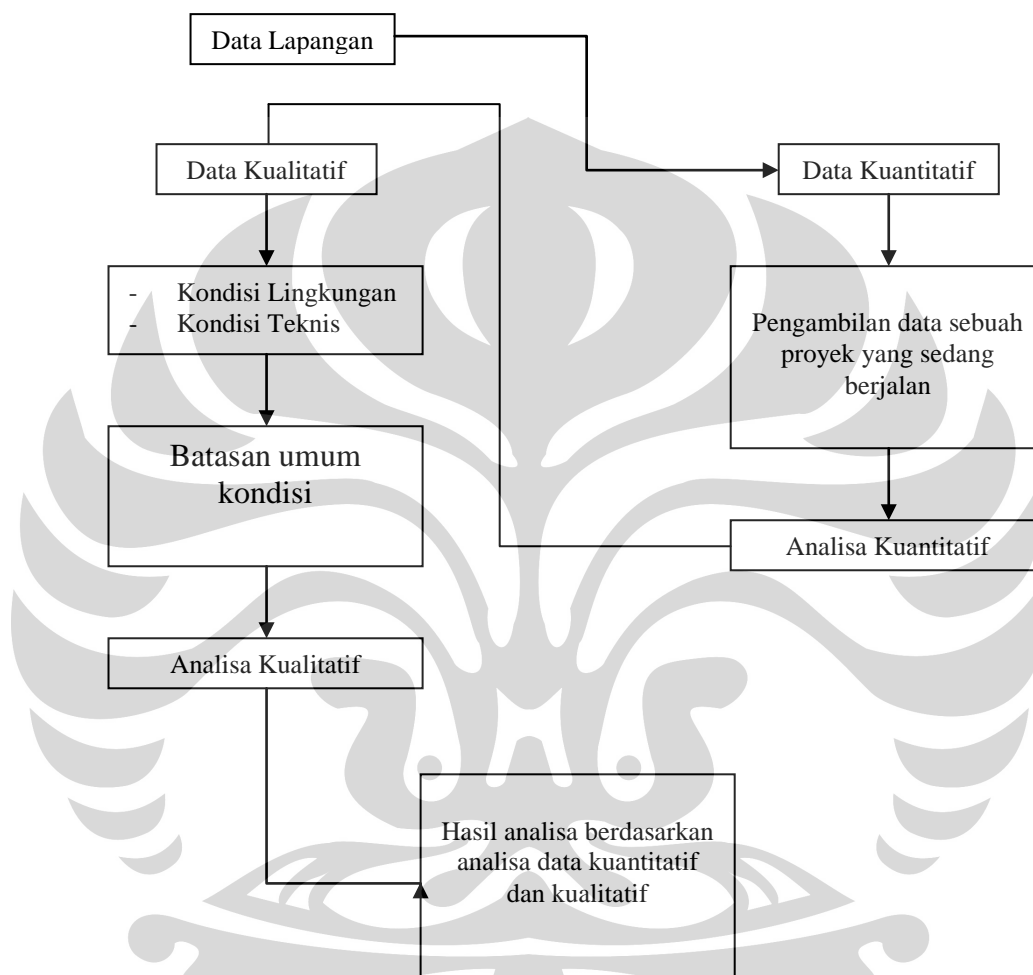 Data Lapangan
Data Kualitatif
Data Kuantitatif
- Kondisi Lingkungan
- Kondisi Teknis
Pengambilan data sebuah
proyek yang sedang
berjalan
Batasan umum
kondisi
Analisa Kuantitatif
Analisa Kualitatif
Hasil analisa berdasarkan
analisa data kuantitatif
dan kualitatif